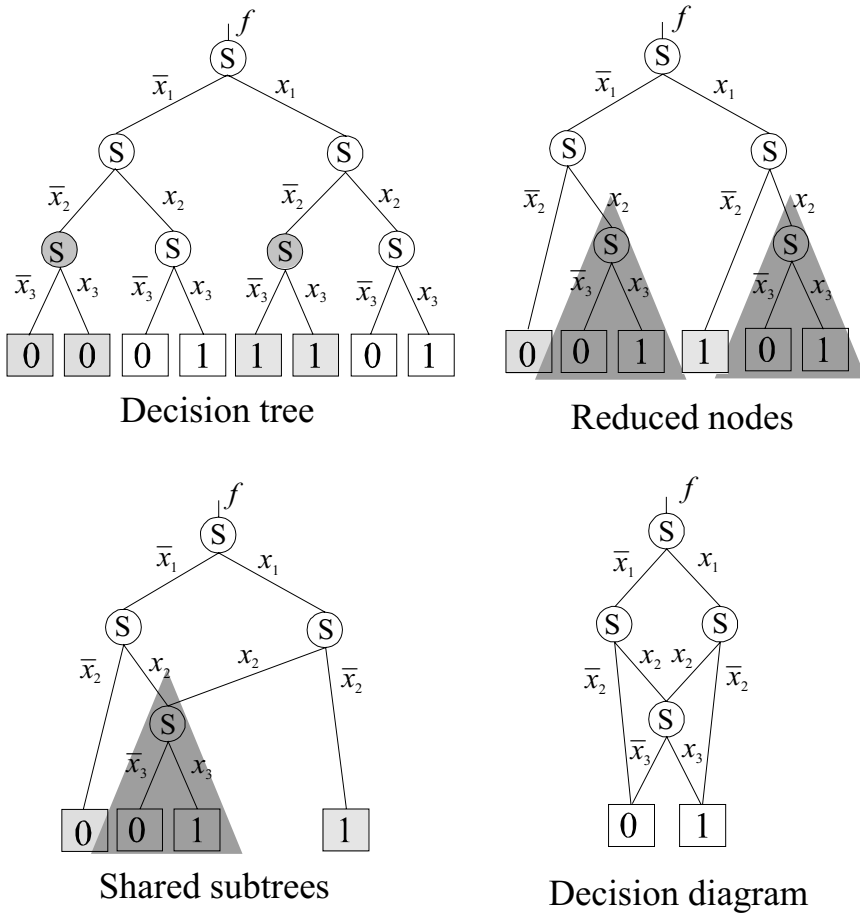 f
S
x̄₁ x₁
S S
x̄₂ x₂ x̄₂ x₂
S S S S
x̄₃ x₃ x̄₃ x₃ x̄₃ x₃ x̄₃ x₃
0 0 0 1 1 1 0 1
Decision tree
f
S
x̄₁ x₁
S S
x̄₂ x₂ x̄₂ x₂
S S
x̄₃ x₃ x̄₃ x₃
0 0 1 1 0 1
Reduced nodes
f
S
x̄₁ x₁
S S
x̄₂ x₂ x₂ x̄₂
S
x̄₃ x₃
0 0 1 1
Shared subtrees
f
S
x̄₁ x₁
S S
x̄₂ x₂ x₂ x̄₂
S
x̄₃ x₃
0 1
Decision diagram